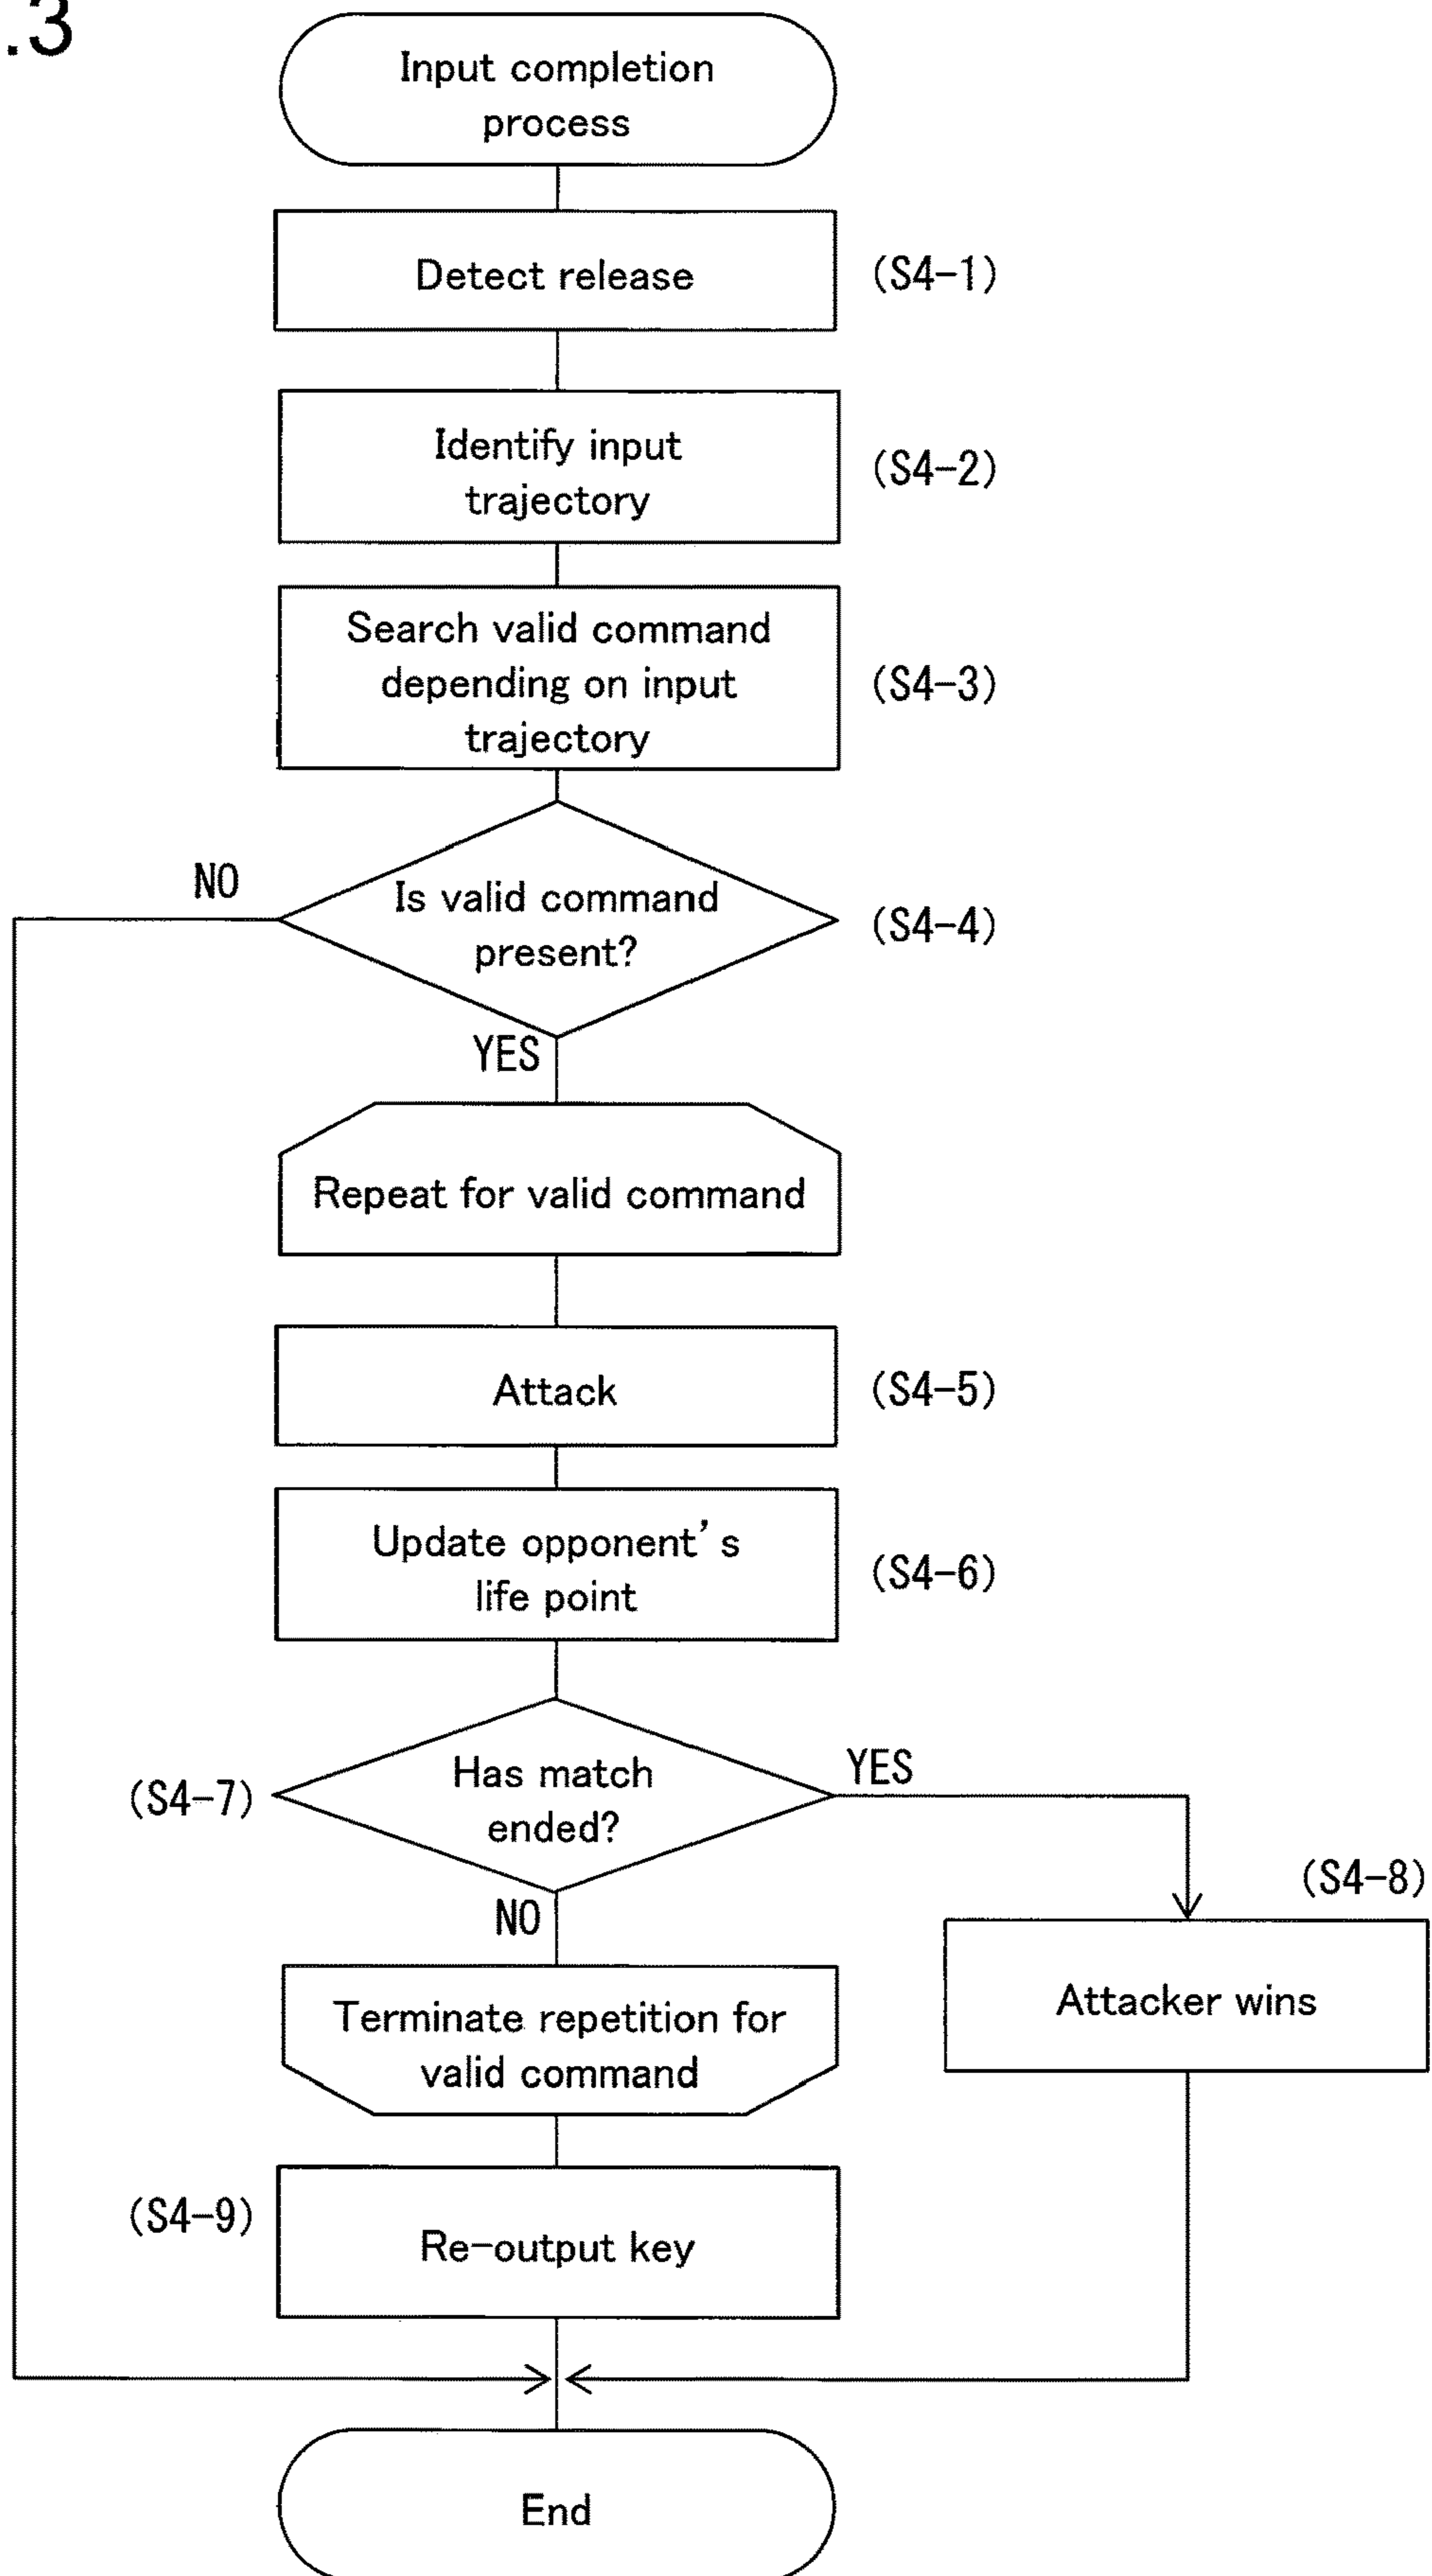 .3
Input completion
process
Detect release
(S4-1)
Identify input
trajectory
(S4-2)
Search valid command
depending on input
trajectory
(S4-3)
NO
Is valid command
present?
(S4-4)
YES
Repeat for valid command
Attack
(S4-5)
Update opponent's
life point
(S4-6)
(S4-7)
Has match
ended?
YES
NO
(S4-8)
Attacker wins
Terminate repetition for
valid command
(S4-9)
Re-output key
End